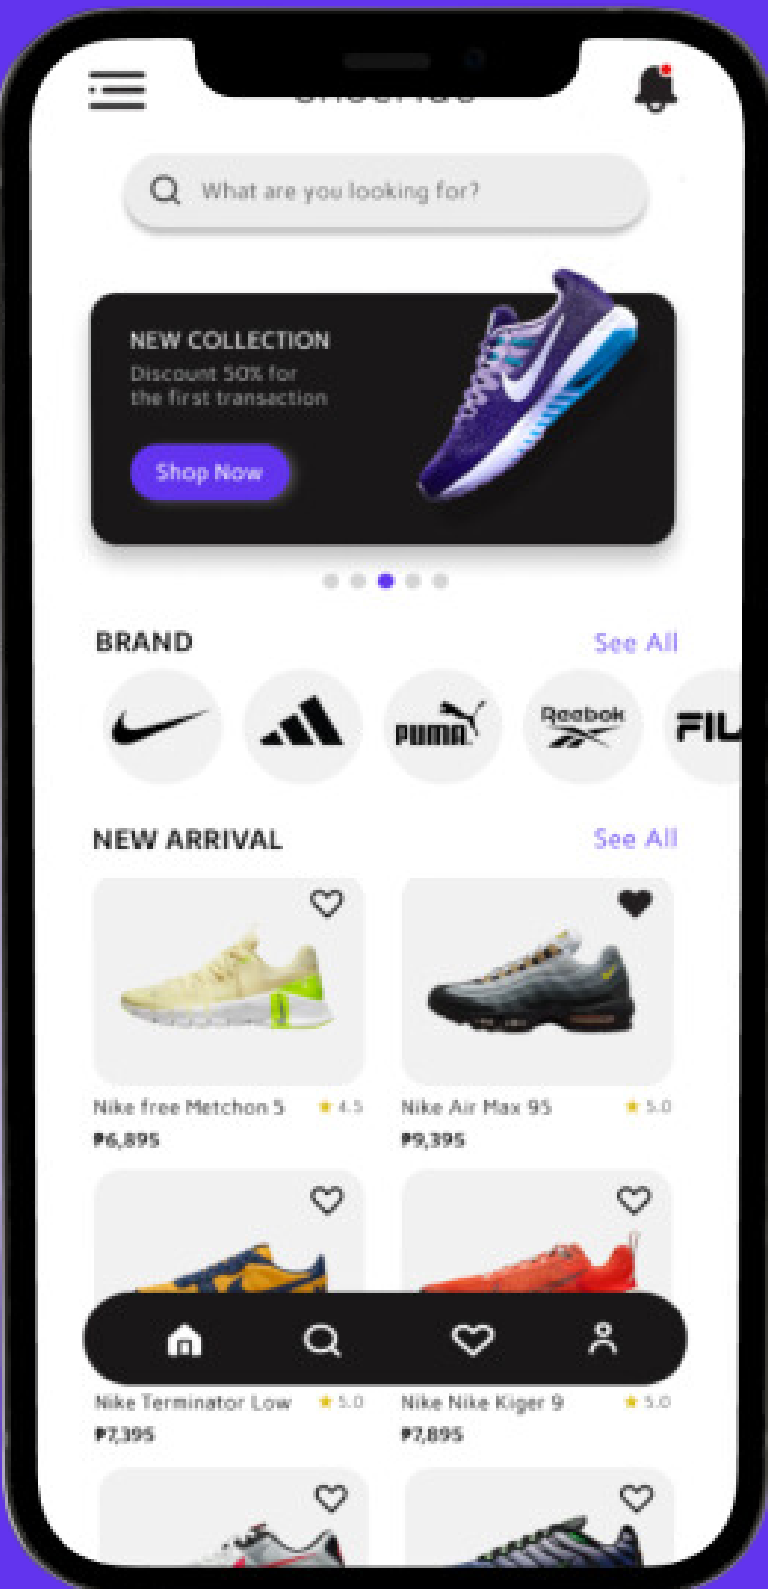 What are you looking for?
NEW COLLECTION
Discount 50% for
the first transaction
Shop Now
BRAND See All
PUMA Reebok FIL
NEW ARRIVAL See All
Nike free Metchon 5 4.5 Nike Air Max 95 5.0
₱6,895 ₱9,395
Nike Terminator Low 5.0 Nike Nike Kiger 9 5.0
₱7,395 ₱7,895